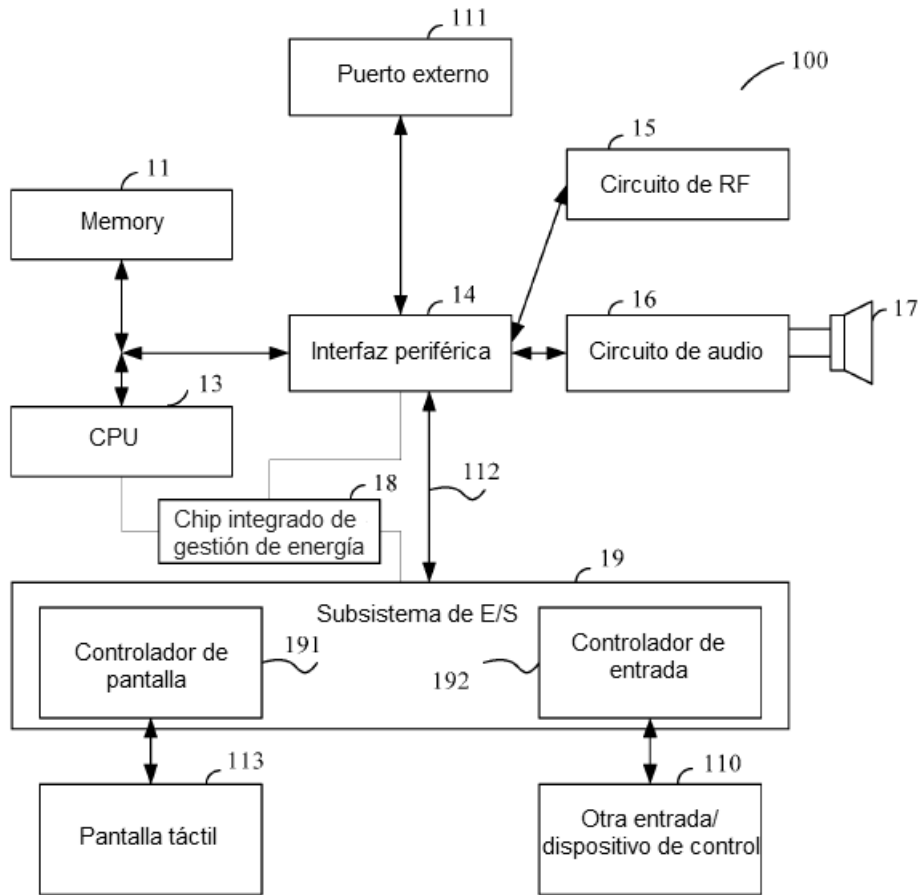 111
Puerto externo
100
15
Circuito de RF
11
Memory
14
Interfaz periférica
16
Circuito de audio
17
13
CPU
112
18
Chip integrado de
gestión de energía
19
Subsistema de E/S
Controlador de
pantalla
191
192
Controlador de
entrada
113
Pantalla táctil
110
Otra entrada/
dispositivo de control